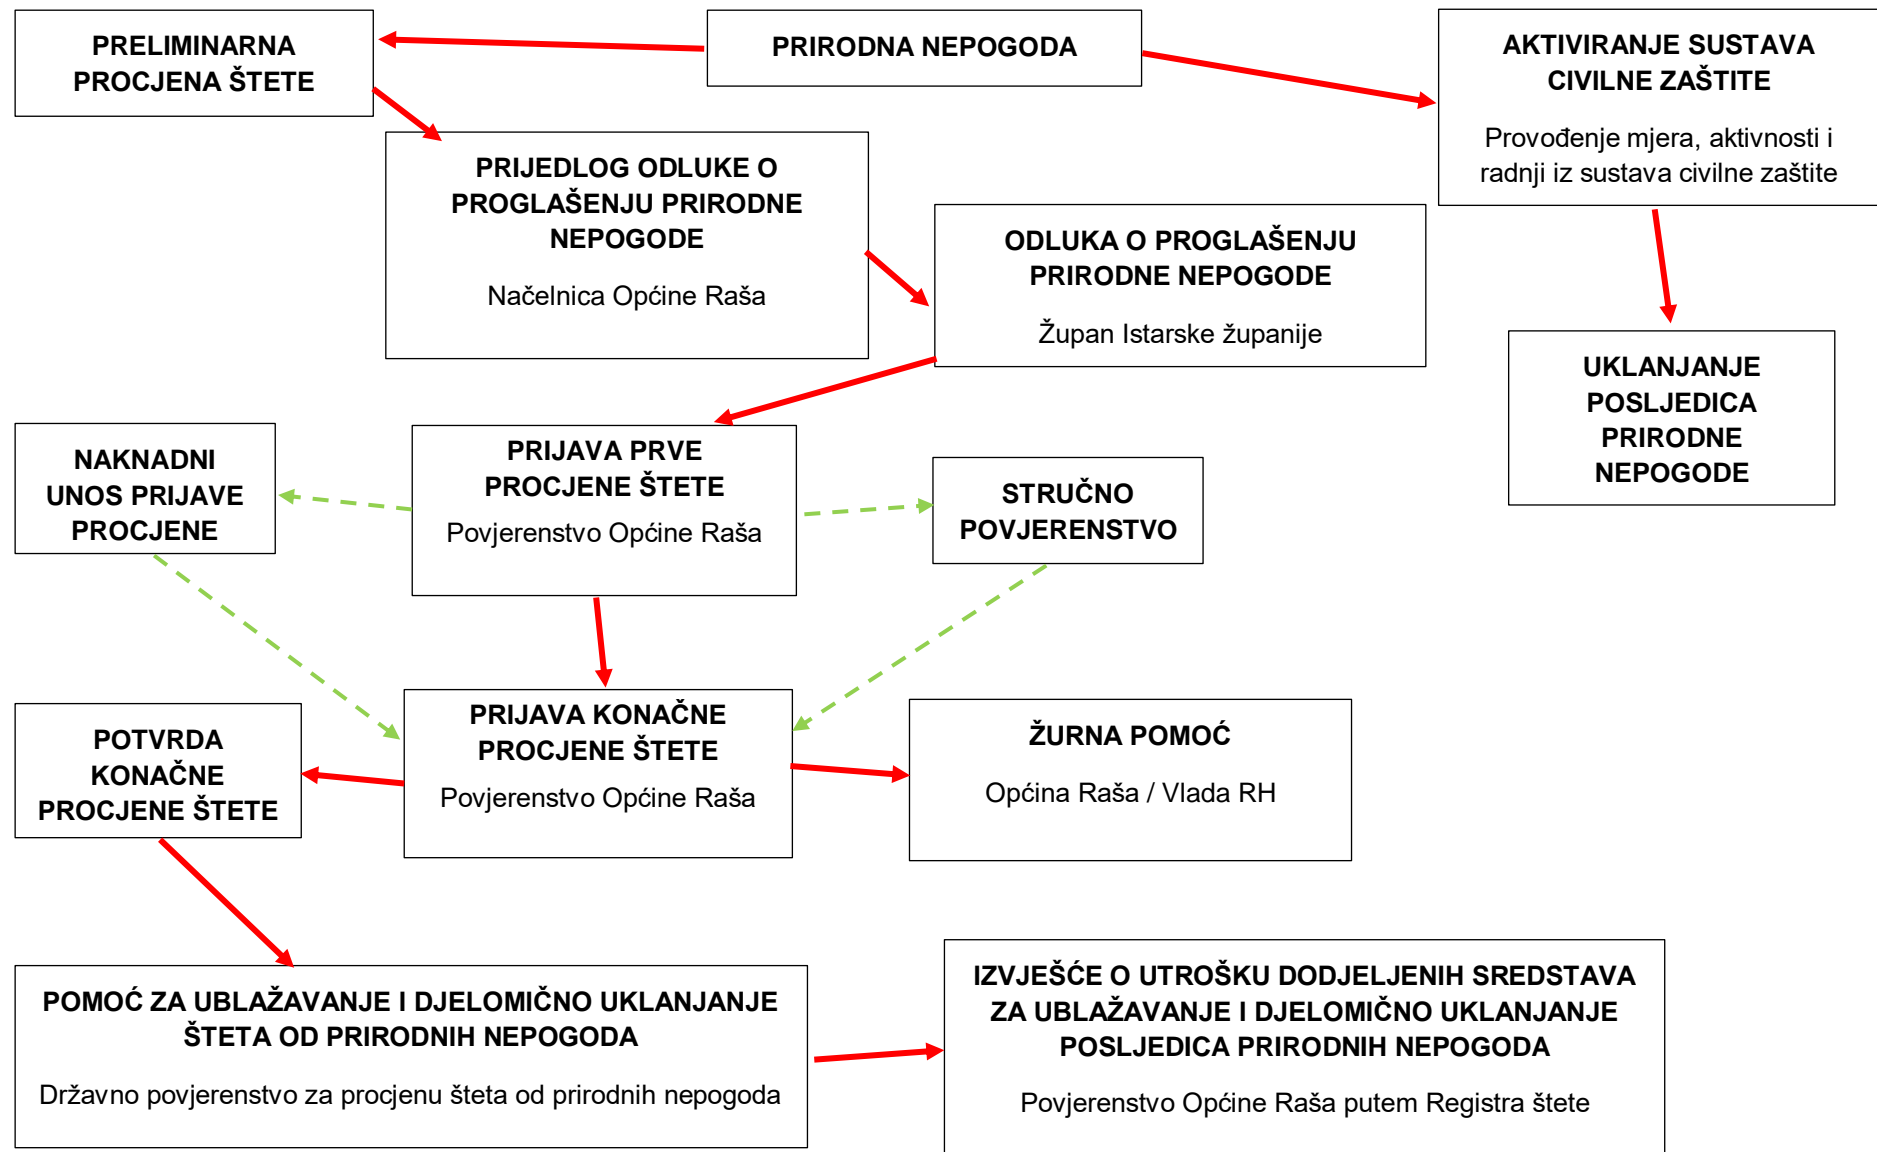 PRELIMINARNA
PROCJENA ŠTETE
PRIRODNA NEPOGODA
AKTIVIRANJE SUSTAVA
CIVILNE ZAŠTITE
Provođenje mjera, aktivnosti i
radnji iz sustava civilne zaštite
PRIJEDLOG ODLUKE O
PROGLAŠENJU PRIRODNE
NEPOGODE
Načelnica Općine Raša
ODLUKA O PROGLAŠENJU
PRIRODNE NEPOGODE
Župan Istarske županije
UKLANJANJE
POSLJEDICA
PRIRODNE
NEPOGODE
NAKNADNI
UNOS PRIJAVE
PROCJENE
PRIJAVA PRVE
PROCJENE ŠTETE
Povjerenstvo Općine Raša
STRUČNO
POVJERENSTVO
POTVRDA
KONAČNE
PROCJENE ŠTETE
PRIJAVA KONAČNE
PROCJENE ŠTETE
Povjerenstvo Općine Raša
ŽURNA POMOĆ
Općina Raša / Vlada RH
POMOĆ ZA UBLAŽAVANJE I DJELOMIČNO UKLANJANJE
ŠTETA OD PRIRODNIH NEPOGODA
Državno povjerenstvo za procjenu šteta od prirodnih nepogoda
IZVJEŠĆE O UTROŠKU DODJELJENIH SREDSTAVA
ZA UBLAŽAVANJE I DJELOMIČNO UKLANJANJE
POSLJEDICA PRIRODNIH NEPOGODA
Povjerenstvo Općine Raša putem Registra štete